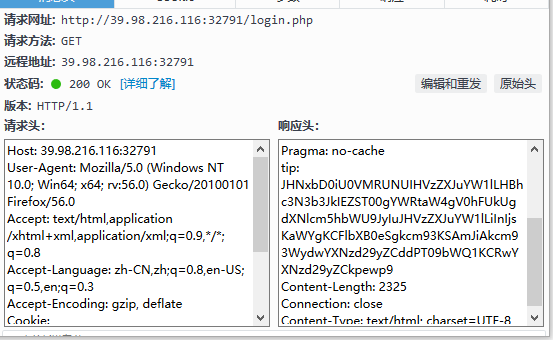 请求网址: http://39.98.216.116:32791/login.php
请求方法: GET
远程地址: 39.98.216.116:32791
状态码: 200 OK [详细了解] 编辑和重发 原始头
版本: HTTP/1.1
请求头:
Host: 39.98.216.116:32791
User-Agent: Mozilla/5.0 (Windows NT
10.0; Win64; x64; rv:56.0) Gecko/20100101
Firefox/56.0
Accept: text/html,application
/xhtml+xml,application/xml;q=0.9,*/*;
q=0.8
Accept-Language: zh-CN,zh;q=0.8,en-US;
q=0.5,en;q=0.3
Accept-Encoding: gzip, deflate
Cookie:
响应头:
Pragma: no-cache
tip:
JHNxbD0iU0VMRUNUIHVzZXJuYW1lLHBh
c3N3b3JkIEZST00gYWRtaW4gV0hFUkUg
dXNlcm5hbWU9JyIuJHVzZXJuYW1lLiInIjs
KaWYgKCFlbXB0eSgkcm93KSAmJiAkcm9
3WydwYXNzd29yZCddPT09bWQ1KCRwY
XNzd29yZCkpewp9
Content-Length: 2325
Connection: close
Content-Type: text/html; charset=UTF-8